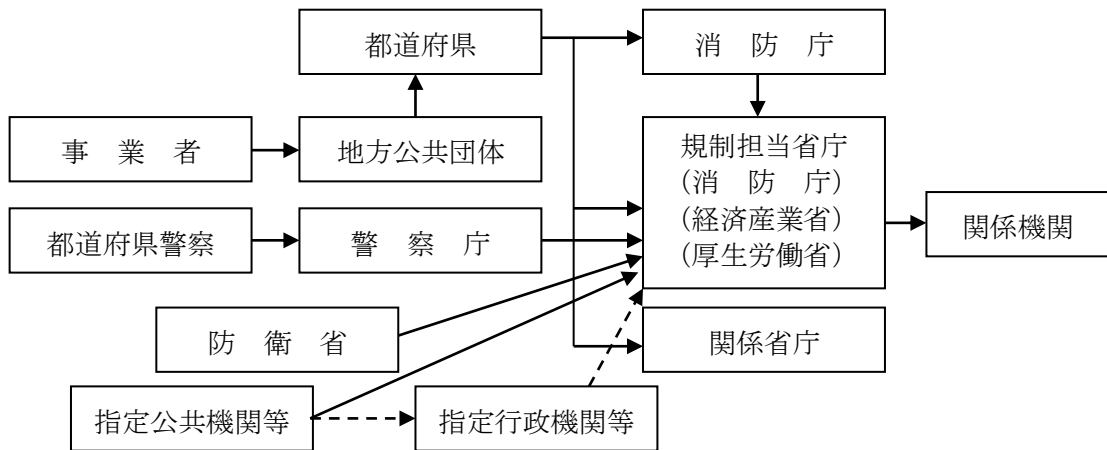 都道府県
消　防　庁
事　業　者
地方公共団体
規制担当省庁
(消　防　庁)
(経済産業省)
(厚生労働省)
関係機関
都道府県警察
警　察　庁
防　衛　省
関係省庁
指定公共機関等
指定行政機関等